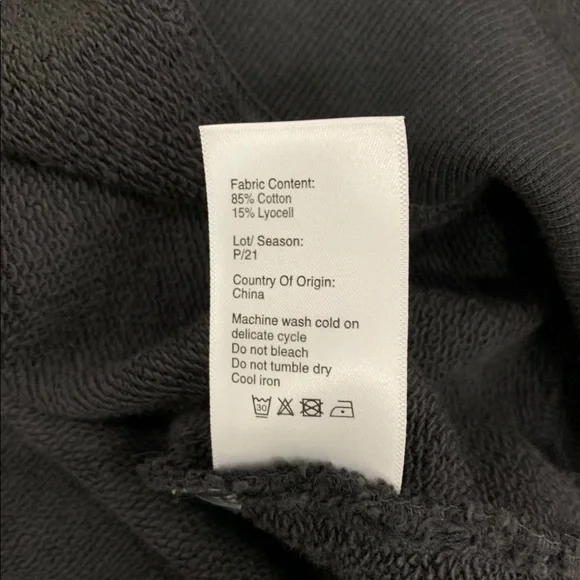 Fabric Content:
85% Cotton
15% Lyocell
Lot/ Season:
P/21
Country Of Origin:
China
Machine wash cold on
delicate cycle
Do not bleach
Do not tumble dry
Cool iron
30